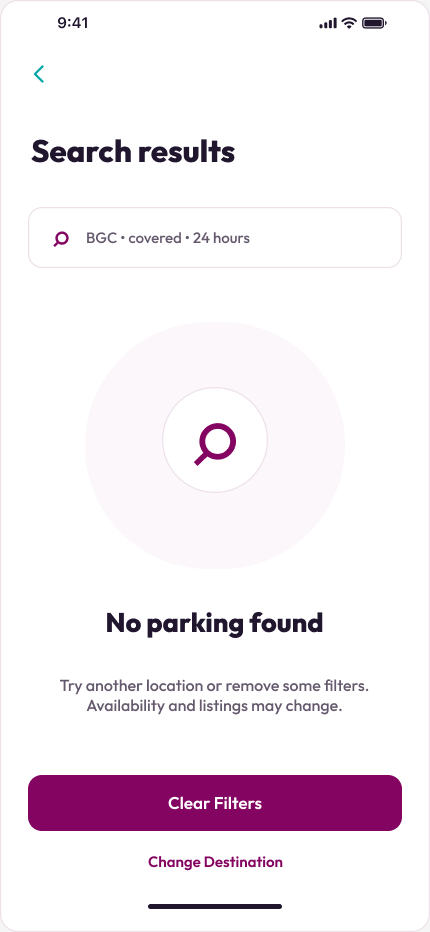 9:41
Search results
BGC • covered • 24 hours
No parking found
Try another location or remove some filters.
Availability and listings may change.
Clear Filters
Change Destination